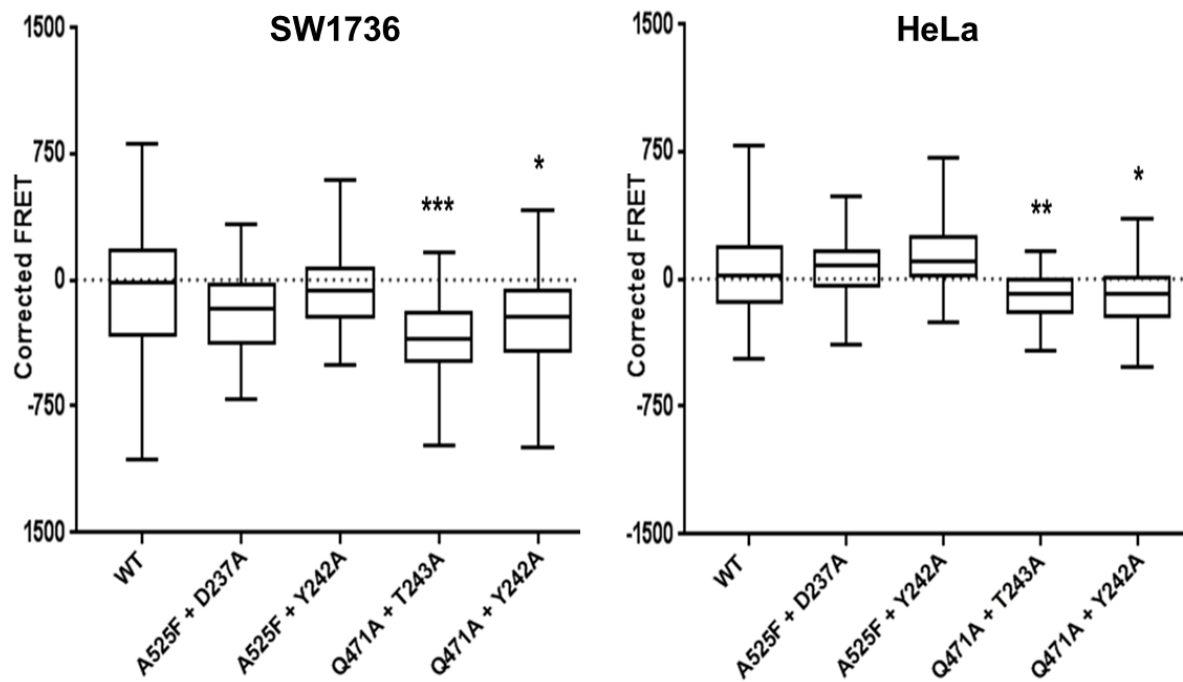 SW1736
1500
750
0
-750
1500
Corrected FRET
***
*
WT
A525F + D237A
A525F + Y242A
Q471A + T243A
Q471A + Y242A
HeLa
1500
750
0
-750
-1500
Corrected FRET
**
*
WT
A525F + D237A
A525F + Y242A
Q471A + T243A
Q471A + Y242A